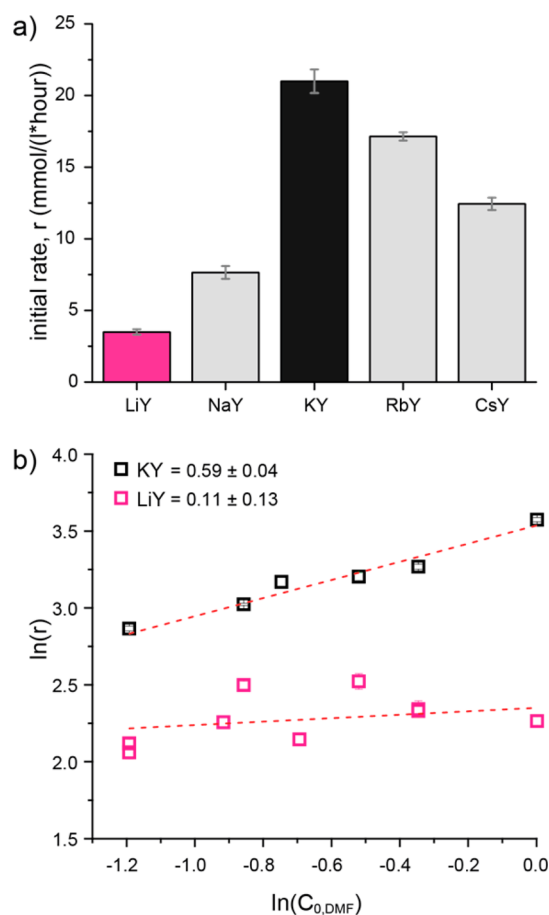 a)
initial rate, r (mmol/(l*hour))
25
20
15
10
5
0
LiY NaY KY RbY CsY
b)
KY = 0.59 ± 0.04
LiY = 0.11 ± 0.13
ln(r)
4.0
3.5
3.0
2.5
2.0
1.5
-1.2 -1.0 -0.8 -0.6 -0.4 -0.2 0.0
ln(C0,DMF)